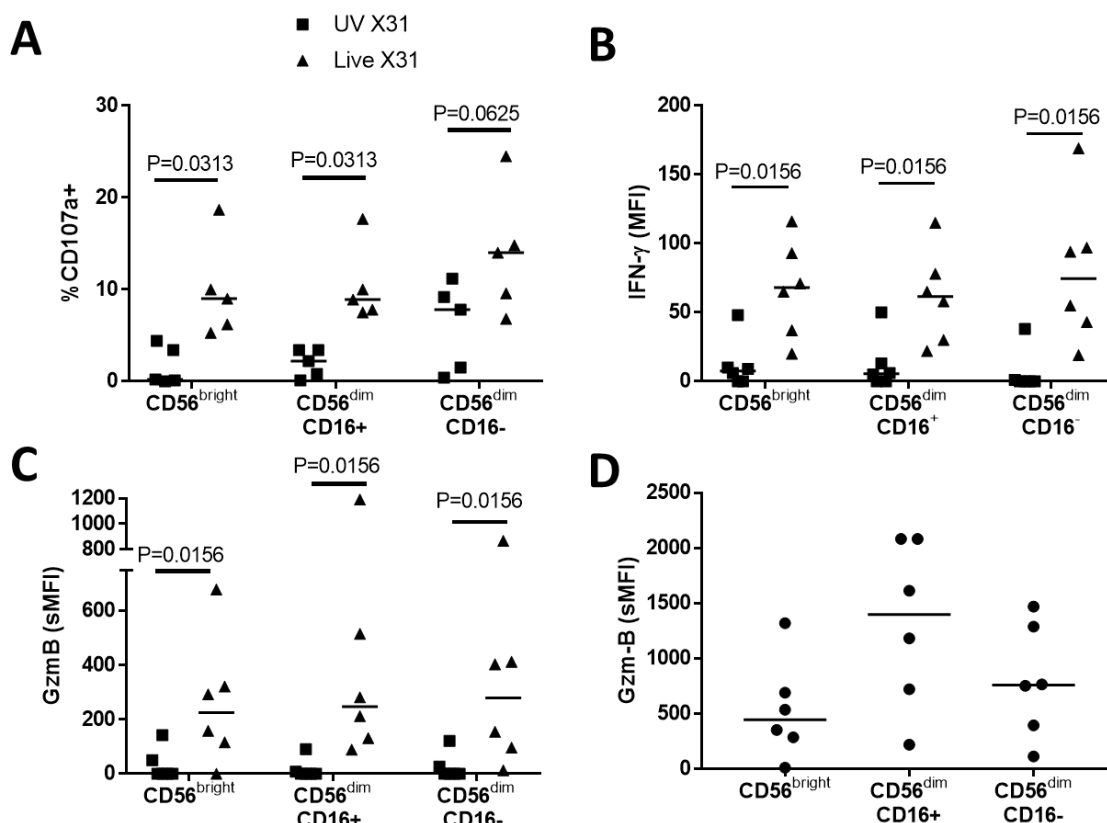 A
UV X31
Live X31
% CD107a+
30
20
10
0
P=0.0313
P=0.0313
P=0.0625
CD56bright
CD56dim
CD16+
CD56dim
CD16-
B
IFN-γ (MFI)
200
150
100
50
0
P=0.0156
P=0.0156
P=0.0156
CD56bright
CD56dim
CD16+
CD56dim
CD16-
C
GzmB (sMFI)
1200
1000
800
600
400
200
0
P=0.0156
P=0.0156
P=0.0156
CD56bright
CD56dim
CD16+
CD56dim
CD16-
D
Gzm-B (sMFI)
2500
2000
1500
1000
500
0
CD56bright
CD56dim
CD16+
CD56dim
CD16-